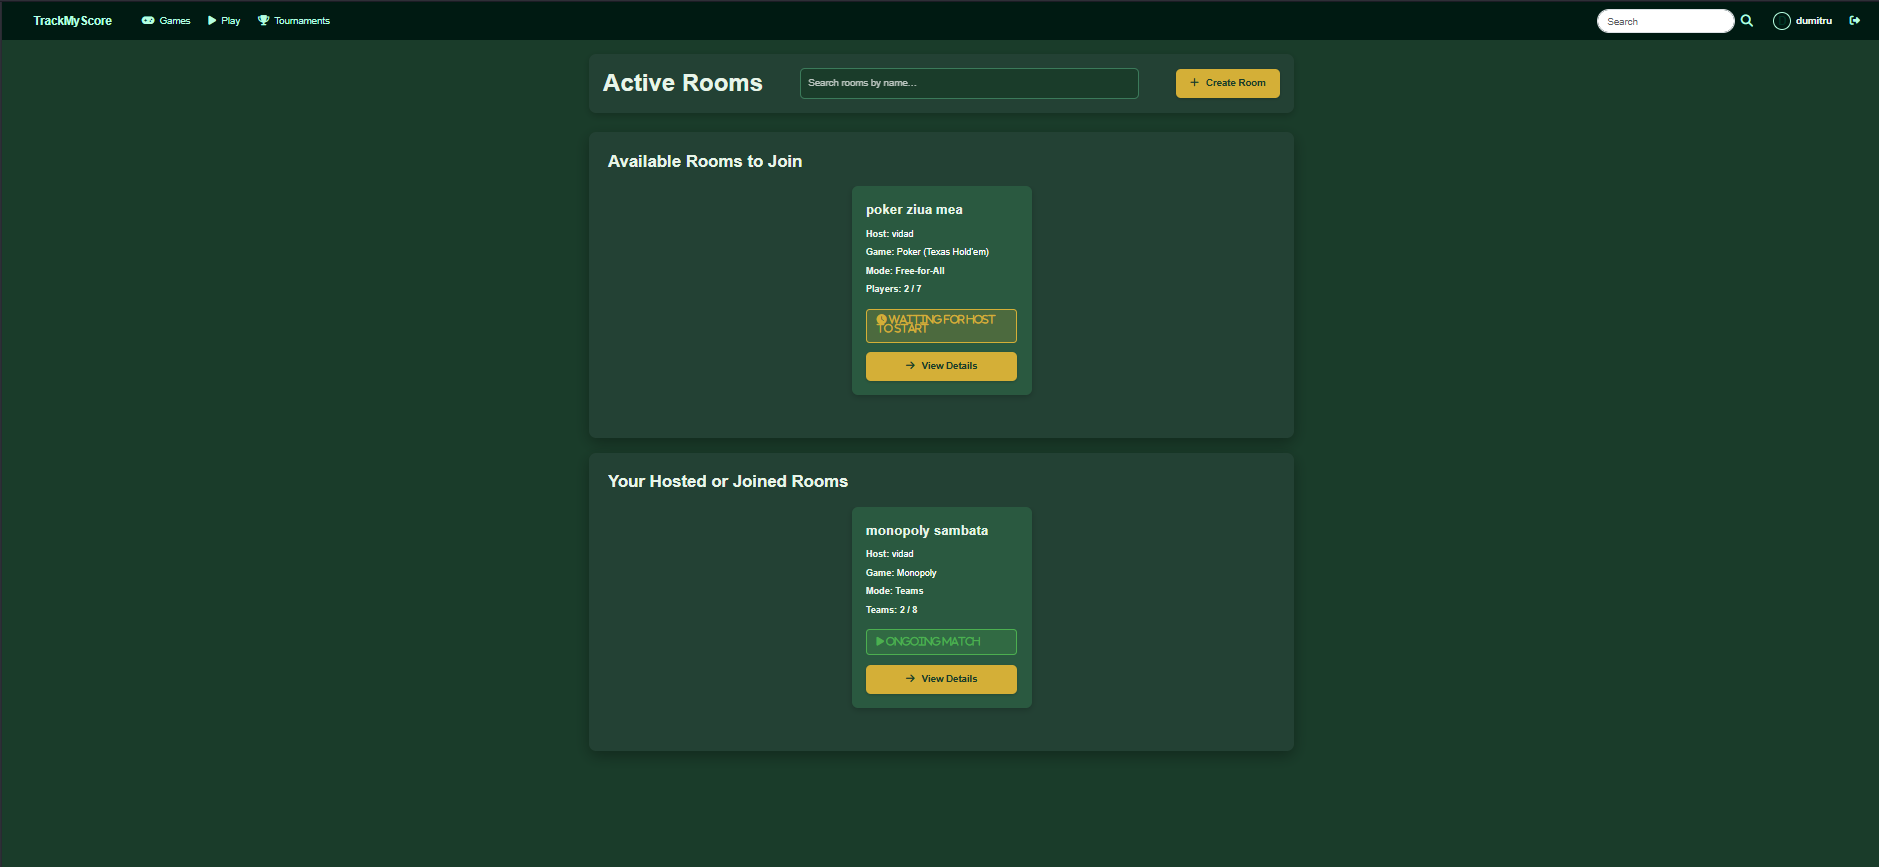 TrackMyScore Games Play Tournaments Search dumitru
Active Rooms Search rooms by name... + Create Room
Available Rooms to Join
poker ziua mea
Host: vidad
Game: Poker (Texas Hold'em)
Mode: Free-for-All
Players: 2 / 7
WAITING FOR HOST
TO START
→ View Details
Your Hosted or Joined Rooms
monopoly sambata
Host: vidad
Game: Monopoly
Mode: Teams
Teams: 2 / 8
ONGOING MATCH
→ View Details